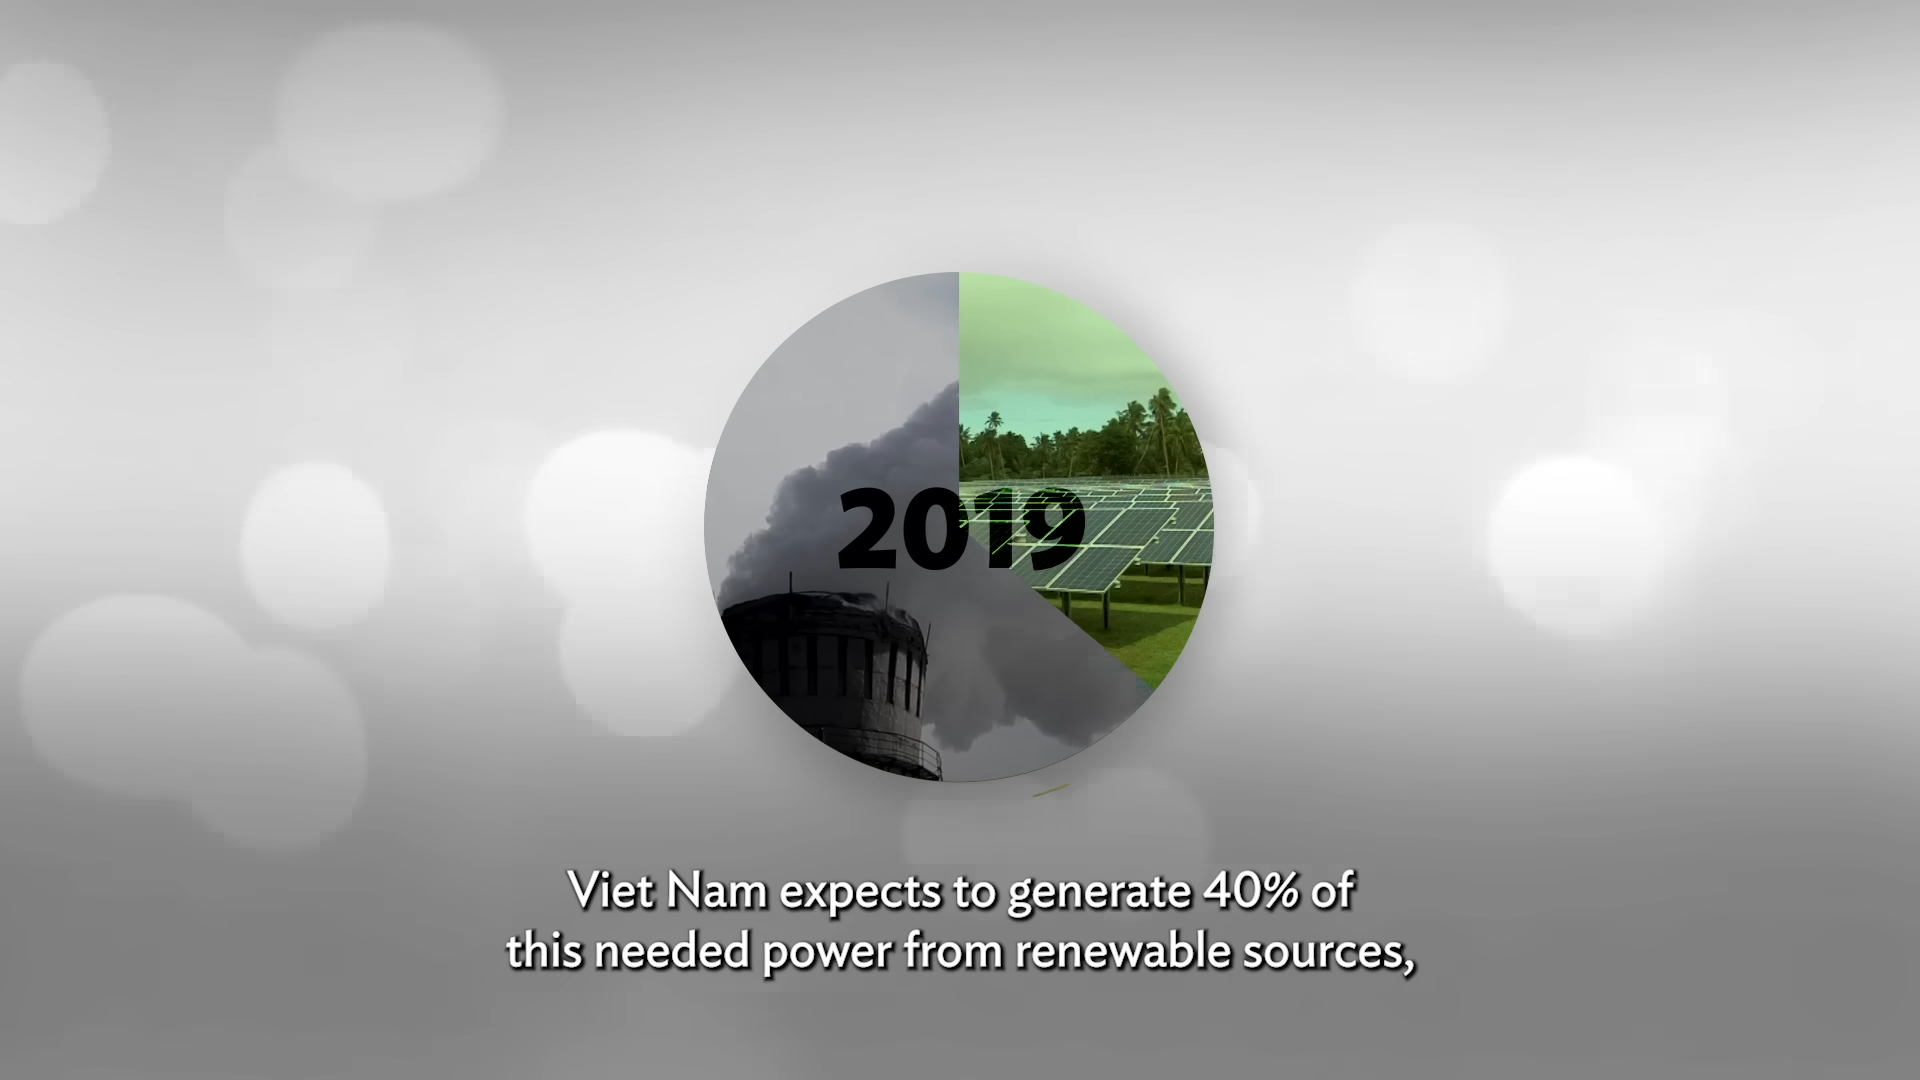 2019
Viet Nam expects to generate 40% of
this needed power from renewable sources,